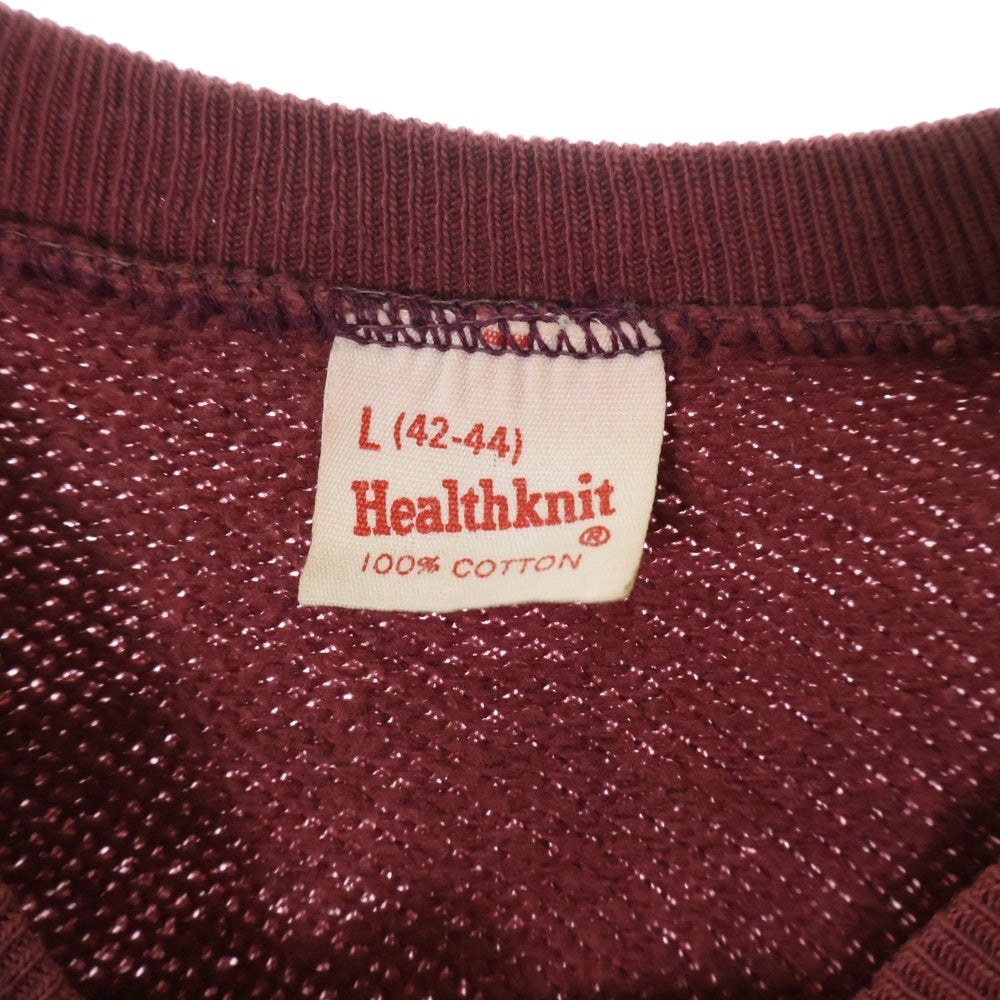 L (42-44)
Healthknit
®
100% COTTON